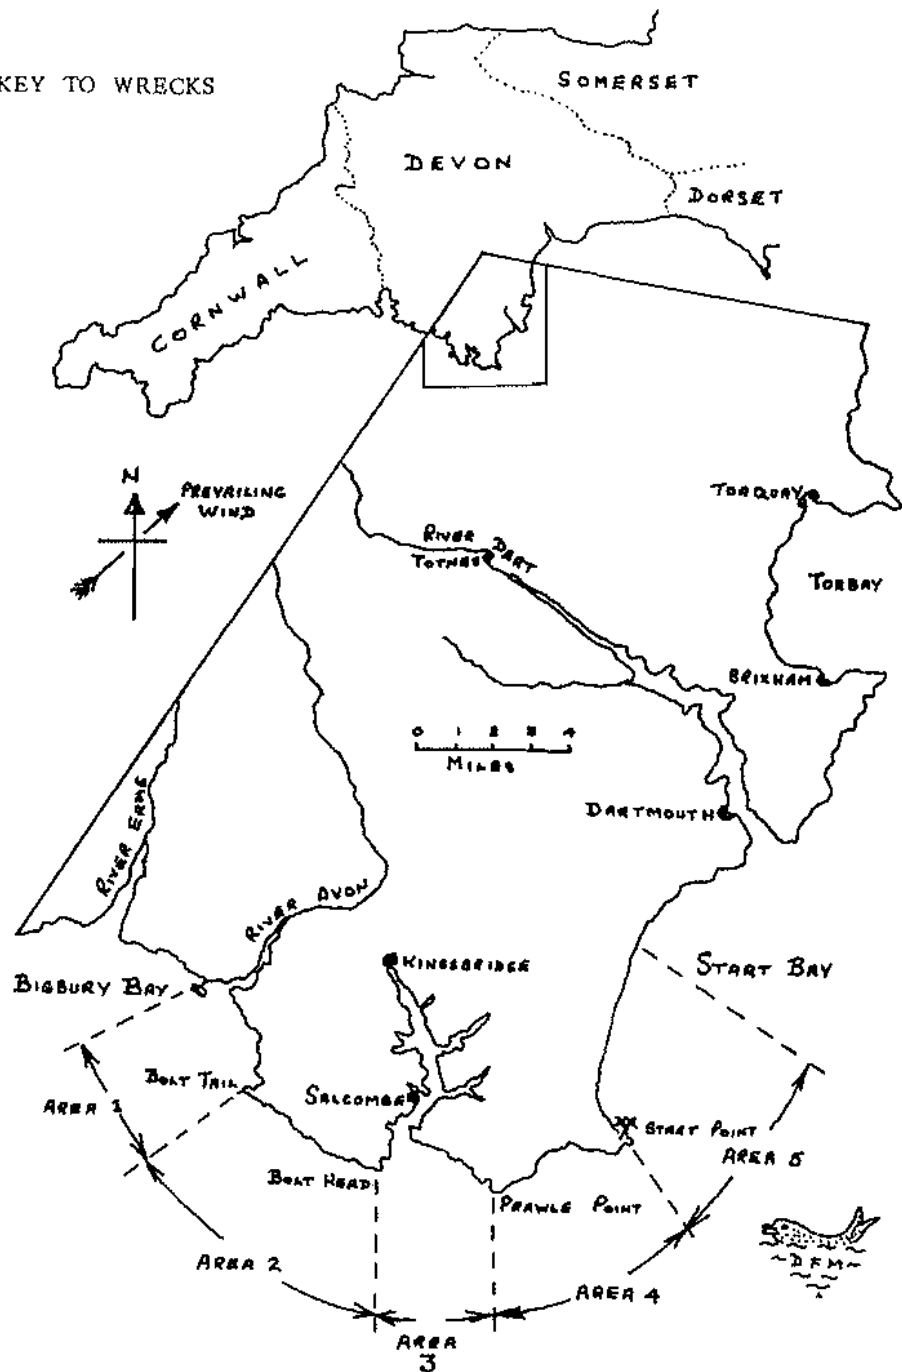 KEY TO WRECKS
SOMERSET
DEVON
DORSET
CORNWALL
N
PREVAILING
WIND
TORQUAY
RIVER DART
TOTNES
TORBAY
BRIXHAM
0 1 2 3 4
MILES
RIVER ERME
DARTMOUTH
RIVER AVON
KINGSBRIDGE
START BAY
BIGBURY BAY
BOLT TAIL
SALCOMBE
AREA 1
START POINT
AREA 5
BOLT HEAD
PRAWLE POINT
AREA 2
D F M
AREA 4
AREA
3